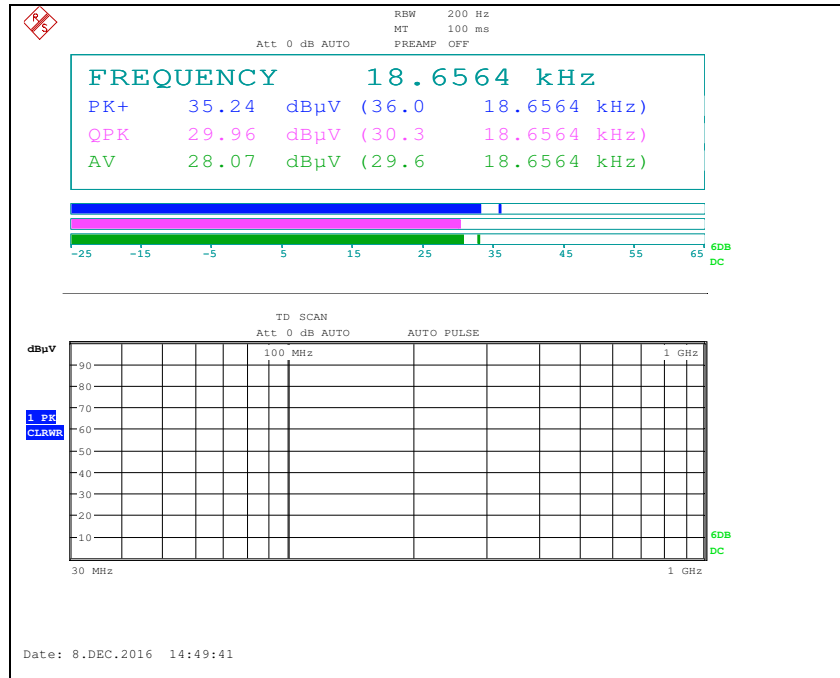 R
S
RBW 200 Hz
MT 100 ms
Att 0 dB AUTO PREAMP OFF
FREQUENCY 18.6564 kHz
PK+ 35.24 dBµV (36.0 18.6564 kHz)
QPK 29.96 dBµV (30.3 18.6564 kHz)
AV 28.07 dBµV (29.6 18.6564 kHz)
-25 -15 -5 5 15 25 35 45 55 65
6DB
DC
TD SCAN
Att 0 dB AUTO AUTO PULSE
dBµV
100 MHz 1 GHz
90
80
70
1 PK
CLRWR
60
50
40
30
20
10
6DB
DC
30 MHz 1 GHz
Date: 8.DEC.2016 14:49:41